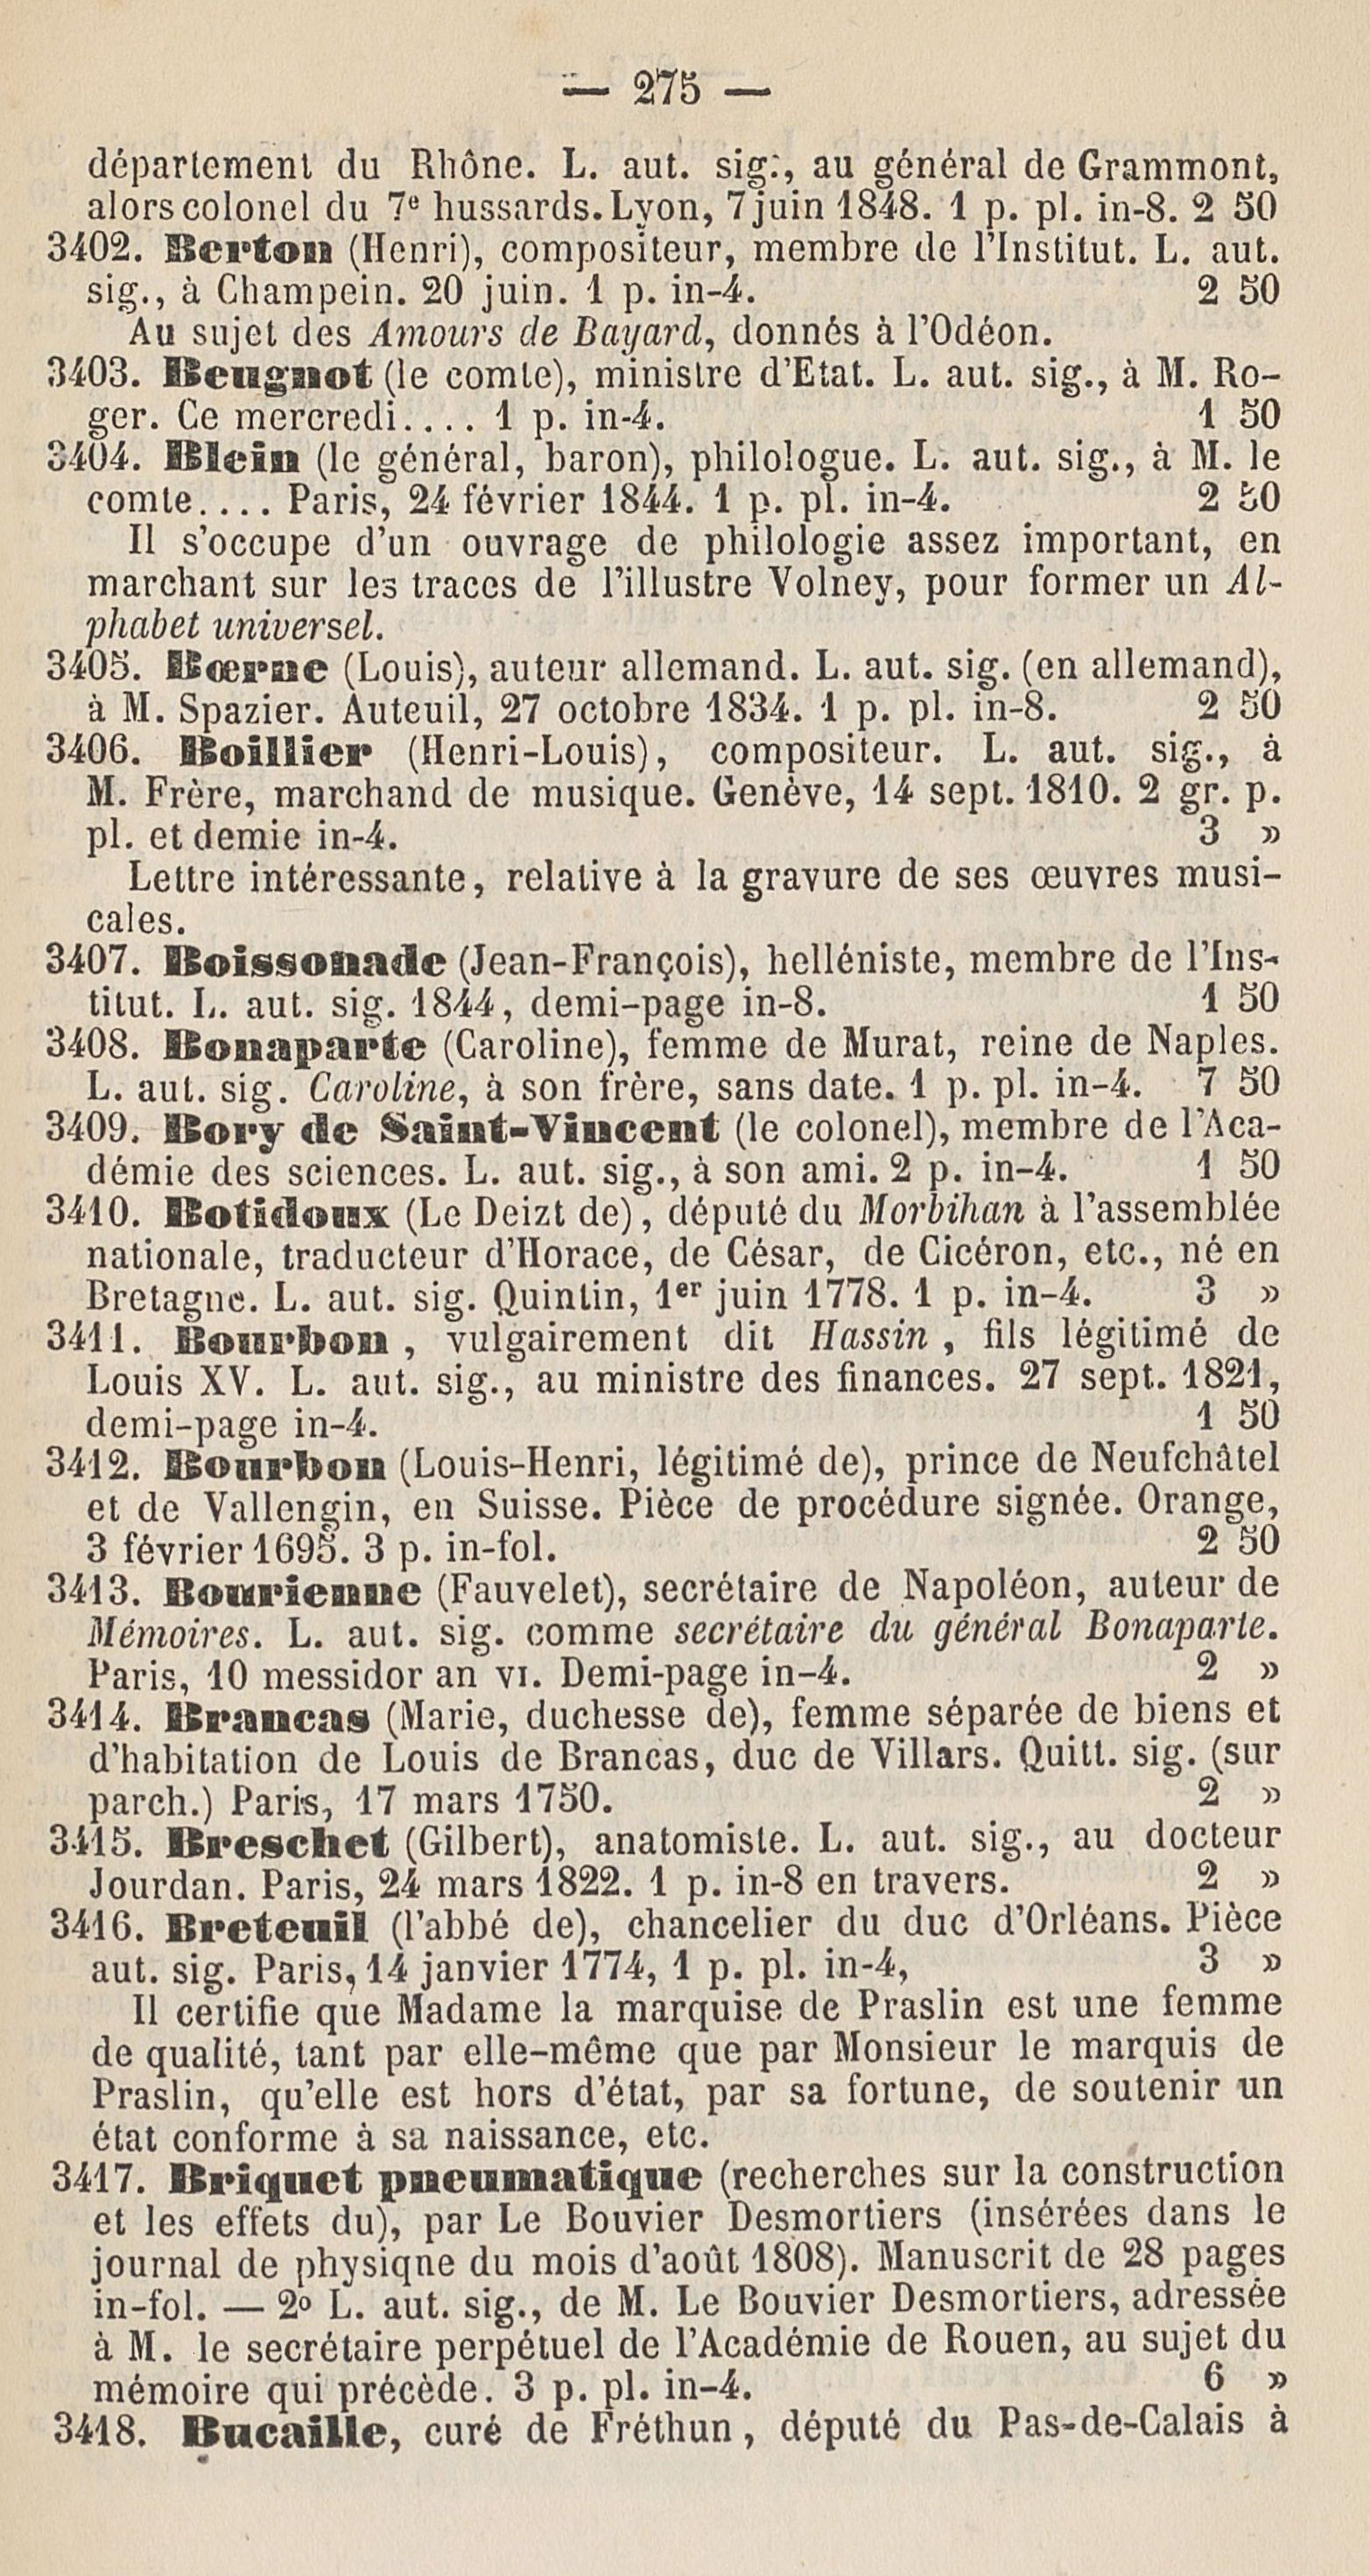 — 275 —
département du Rhône. L. aut. sig., au général de Grammont,
alors colonel du 7e hussards. Lyon, 7 juin 1848. 1 p. pl. in-8. 2 50
3402. Berton (Henri), compositeur, membre de l'Institut. L. aut.
sig., à Champein. 20 juin. 1 p. in-4. 2 50
Au sujet des Amours de Bayard, donnés à l'Odéon.
3403. Beugnot (le comte), ministre d'Etat. L. aut. sig., à M. Ro-
ger. Ce mercredi.... 1 p. in-4. 1 50
3404. Blein (le général, baron), philologue. L. aut. sig., à M. le
comte.... Paris, 24 février 1844. 1 p. pl. in-4. 2 50
Il s'occupe d'un ouvrage de philologie assez important, en
marchant sur les traces de l'illustre Volney, pour former un Al-
phabet universel.
3405. Bœrne (Louis), auteur allemand. L. aut. sig. (en allemand),
à M. Spazier. Auteuil, 27 octobre 1834. 1 p. pl. in-8. 2 50
3406. Boillier (Henri-Louis), compositeur. L. aut. sig., à
M. Frère, marchand de musique. Genève, 14 sept. 1810. 2 gr. p.
pl. et demie in-4. 3 »
Lettre intéressante, relative à la gravure de ses œuvres musi-
cales.
3407. Boissonade (Jean-François), helléniste, membre de l'Ins-
titut. L. aut. sig. 1844, demi-page in-8. 1 50
3408. Bonaparte (Caroline), femme de Murat, reine de Naples.
L. aut. sig. Caroline, à son frère, sans date. 1 p. pl. in-4. 7 50
3409. Bory de Saint-Vincent (le colonel), membre de l'Aca-
démie des sciences. L. aut. sig., à son ami. 2 p. in-4. 1 50
3410. Botidoux (Le Deizt de), député du Morbihan à l'assemblée
nationale, traducteur d'Horace, de César, de Cicéron, etc., né en
Bretagne. L. aut. sig. Quintin, 1er juin 1778. 1 p. in-4. 3 »
3411. Bourbon, vulgairement dit Hassin, fils légitimé de
Louis XV. L. aut. sig., au ministre des finances. 27 sept. 1821,
demi-page in-4. 1 50
3412. Bourbon (Louis-Henri, légitimé de), prince de Neufchâtel
et de Vallengin, en Suisse. Pièce de procédure signée. Orange,
3 février 1695. 3 p. in-fol. 2 50
3413. Bourienne (Fauvelet), secrétaire de Napoléon, auteur de
Mémoires. L. aut. sig. comme secrétaire du général Bonaparte.
Paris, 10 messidor an VI. Demi-page in-4. 2 »
3414. Brancas (Marie, duchesse de), femme séparée de biens et
d'habitation de Louis de Brancas, duc de Villars. Quitt. sig. (sur
parch.) Paris, 17 mars 1750. 2 »
3415. Breschet (Gilbert), anatomiste. L. aut. sig., au docteur
Jourdan. Paris, 24 mars 1822. 1 p. in-8 en travers. 2 »
3416. Breteuil (l'abbé de), chancelier du duc d'Orléans. Pièce
aut. sig. Paris, 14 janvier 1774, 1 p. pl. in-4, 3 »
Il certifie que Madame la marquise de Praslin est une femme
de qualité, tant par elle-même que par Monsieur le marquis de
Praslin, qu'elle est hors d'état, par sa fortune, de soutenir un
état conforme à sa naissance, etc.
3417. Briquet pneumatique (recherches sur la construction
et les effets du), par Le Bouvier Desmortiers (insérées dans le
journal de physiqne du mois d'août 1808). Manuscrit de 28 pages
in-fol. — 2o L. aut. sig., de M. Le Bouvier Desmortiers, adressée
à M. le secrétaire perpétuel de l'Académie de Rouen, au sujet du
mémoire qui précède. 3 p. pl. in-4. 6 »
3418. Bucaille, curé de Fréthun, député du Pas-de-Calais à